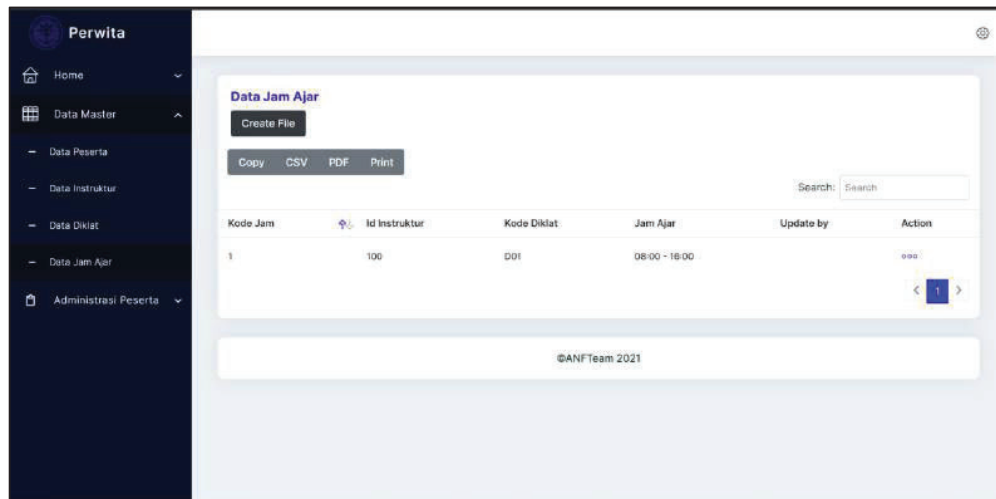 Perwita
Home
Data Master
Data Peserta
Data Instruktur
Data Diklat
Data Jam Ajar
Administrasi Peserta
Data Jam Ajar
Create File
Copy CSV PDF Print
Search: Search
Kode Jam Id Instruktur Kode Diklat Jam Ajar Update by Action
1 100 D01 08:00 - 16:00
1
©ANFTeam 2021